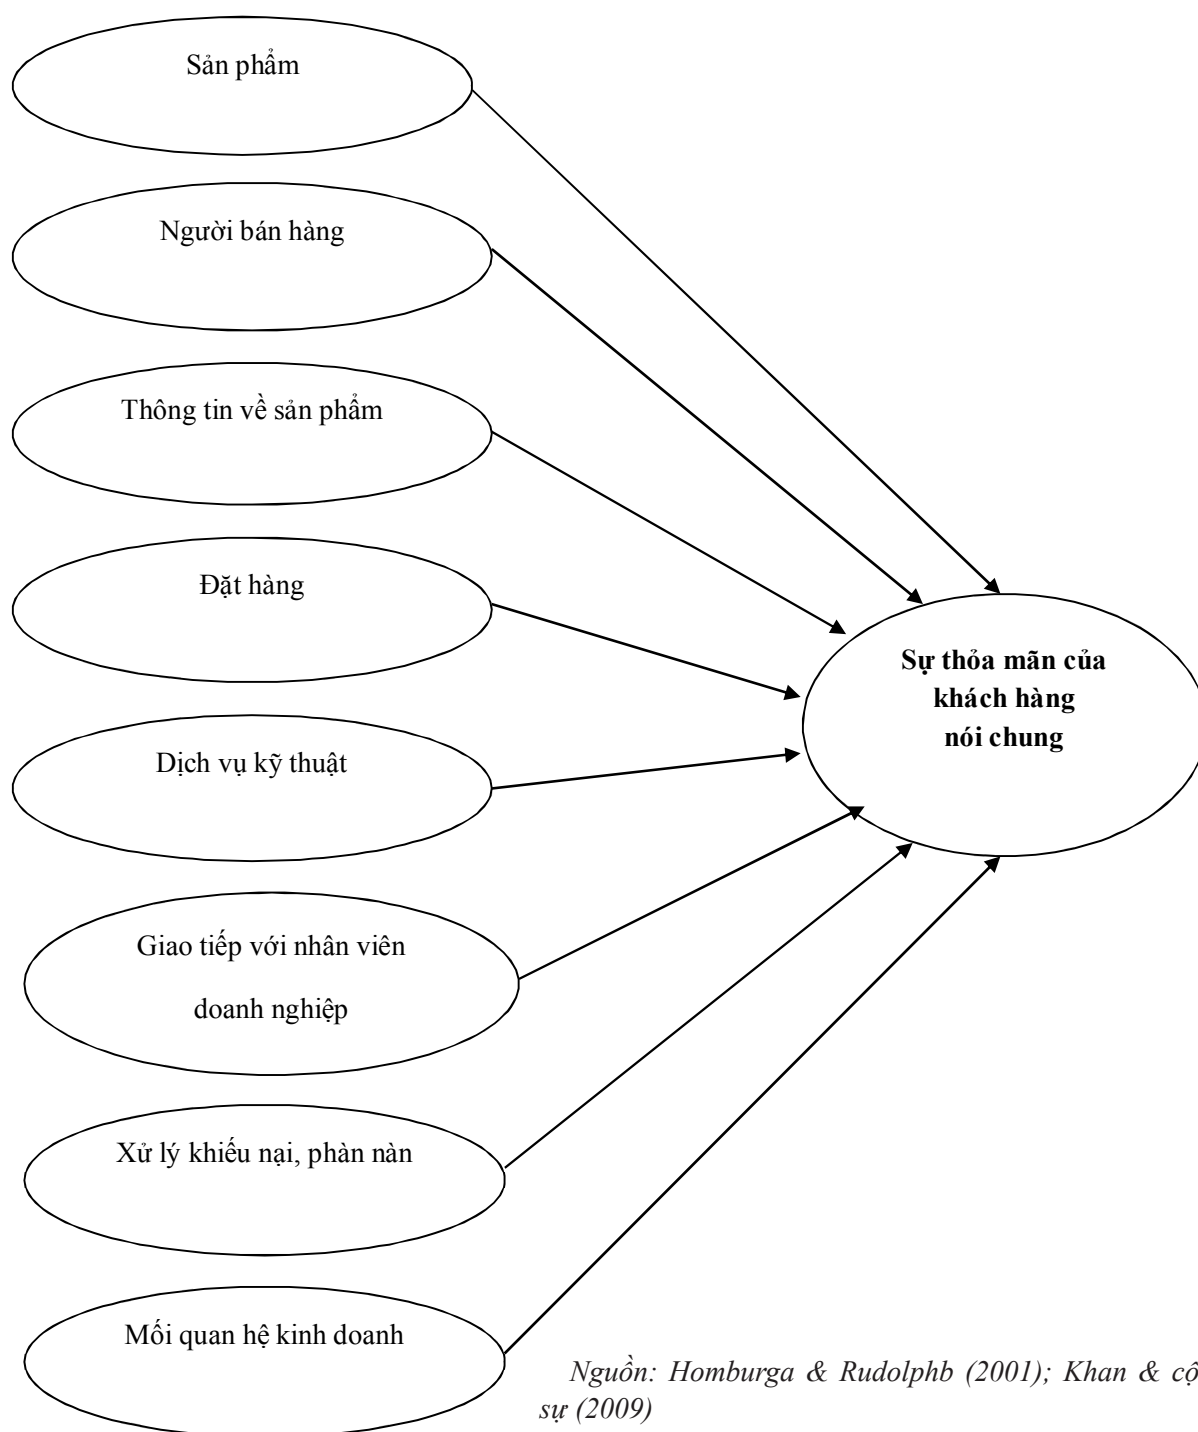 Sản phẩm
Người bán hàng
Thông tin về sản phẩm
Đặt hàng
Sự thỏa mãn của
khách hàng
nói chung
Dịch vụ kỹ thuật
Giao tiếp với nhân viên
doanh nghiệp
Xử lý khiếu nại, phàn nàn
Mối quan hệ kinh doanh
Nguồn: Homburga & Rudolphb (2001); Khan & cộ
sự (2009)